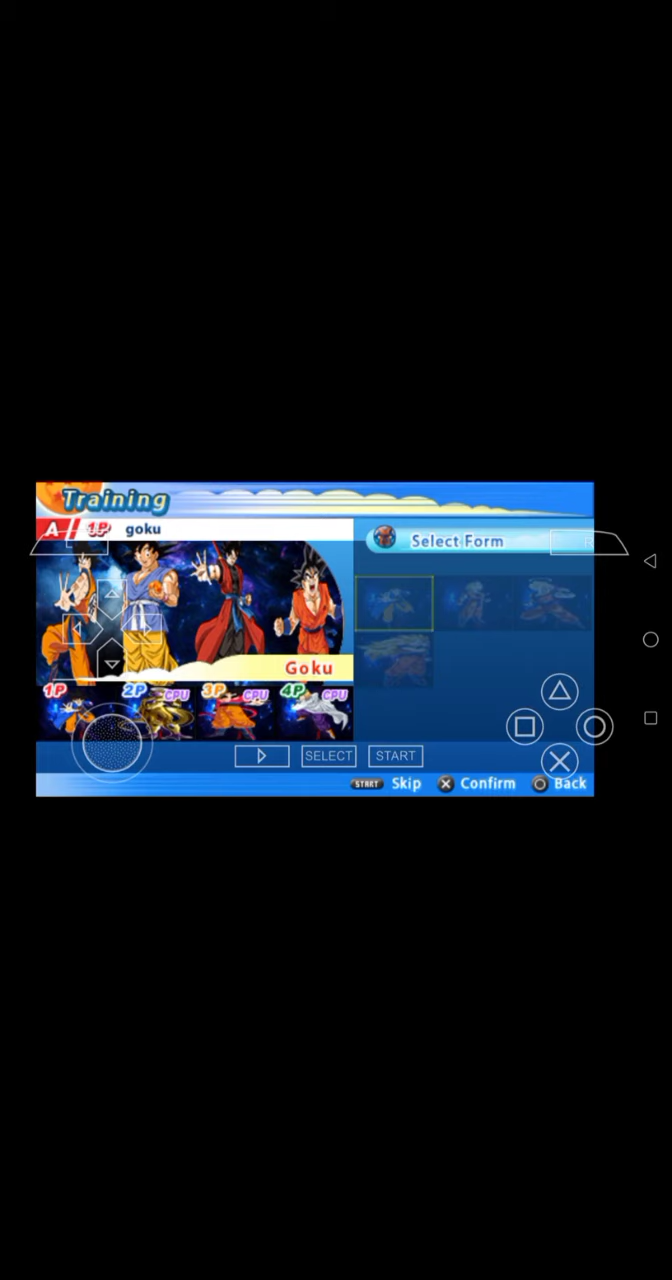 Training
A 1P goku
Select Form
Goku
1P 2P CPU 3P CPU 4P CPU
SELECT START
START Skip Confirm Back